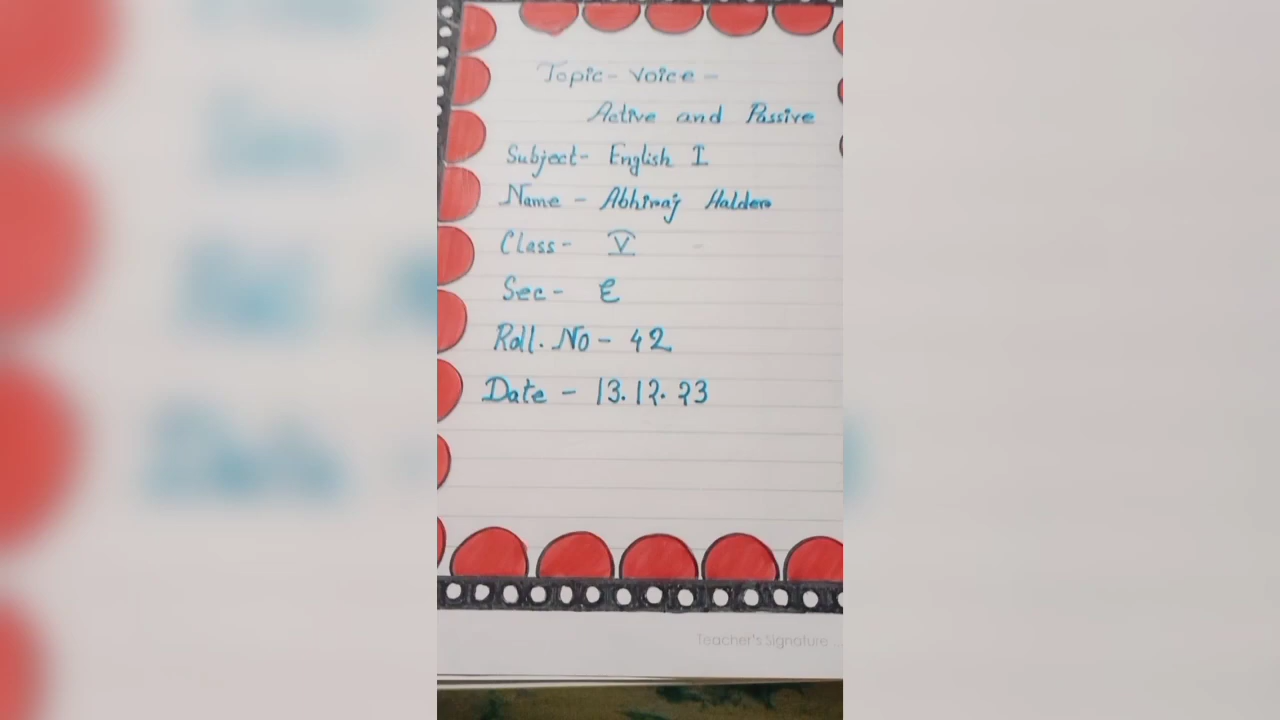 Topic - Voice -
Active and Passive
Subject - English I
Name - Abhiraj Halder
Class - V
Sec - E
Roll. No - 42
Date - 13.12.23
Teacher's Signature